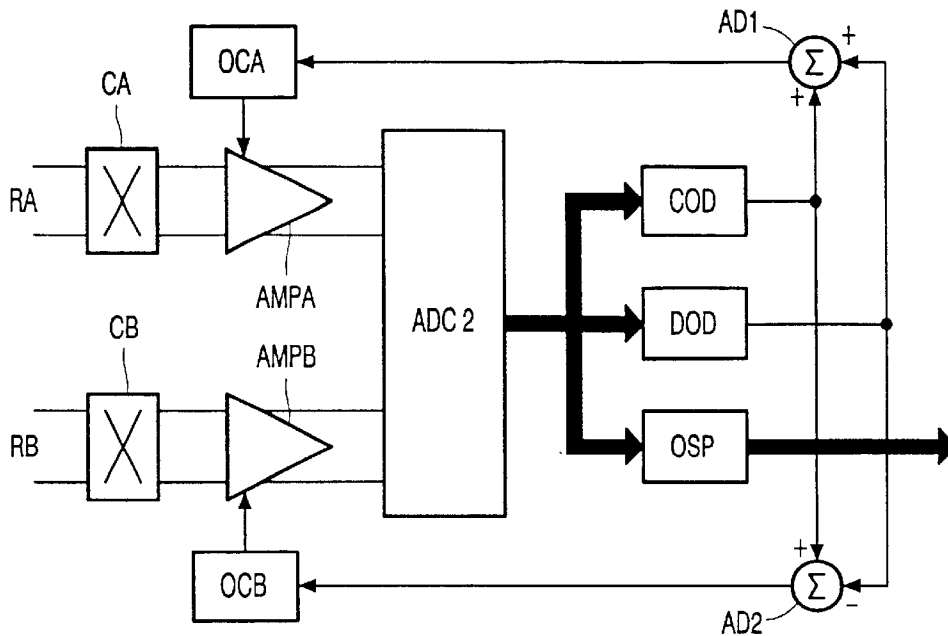 AD1
+
OCA
Σ
CA
+
RA
COD
AMPA
ADC 2
DOD
CB
AMPB
RB
OSP
+
OCB
Σ
−
AD2